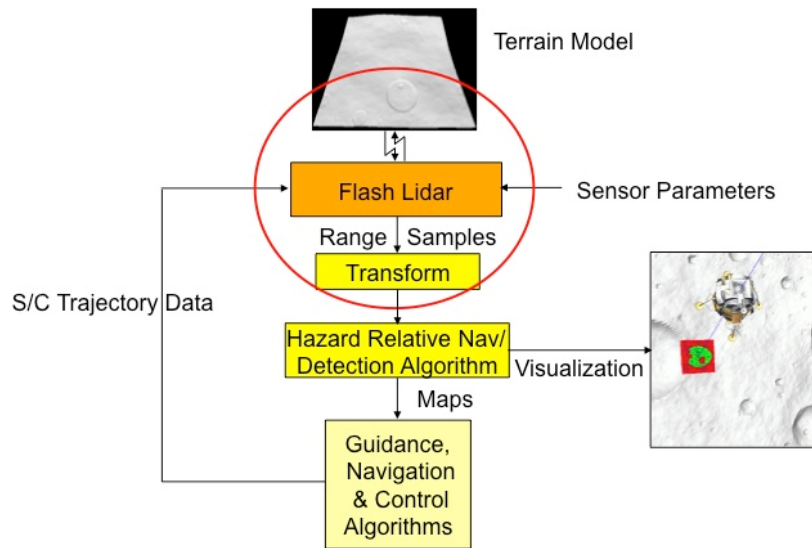 Terrain Model
Flash Lidar
Sensor Parameters
Range Samples
Transform
S/C Trajectory Data
Hazard Relative Nav/
Detection Algorithm
Visualization
Maps
Guidance,
Navigation
& Control
Algorithms